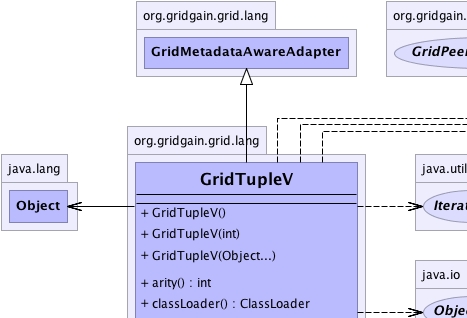 org.gridgain.grid.lang
GridMetadataAwareAdapter
org.gridgain.grid
GridPeer
org.gridgain.grid.lang
java.lang
Object
GridTupleV
+ GridTupleV()
+ GridTupleV(int)
+ GridTupleV(Object...)
+ arity() : int
+ classLoader() : ClassLoader
java.util
Iterat
java.io
Objec